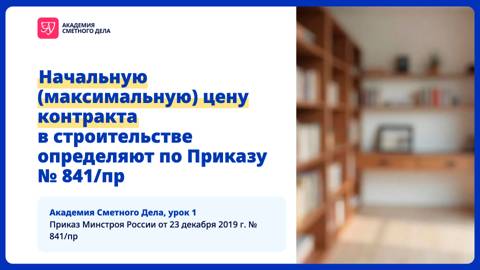 АКАДЕМИЯ
СМЕТНОГО ДЕЛА
Начальную
(максимальную) цену
контракта
в строительстве
определяют по Приказу
№ 841/пр
Академия Сметного Дела, урок 1
Приказ Минстроя России от 23 декабря 2019 г. №
841/пр